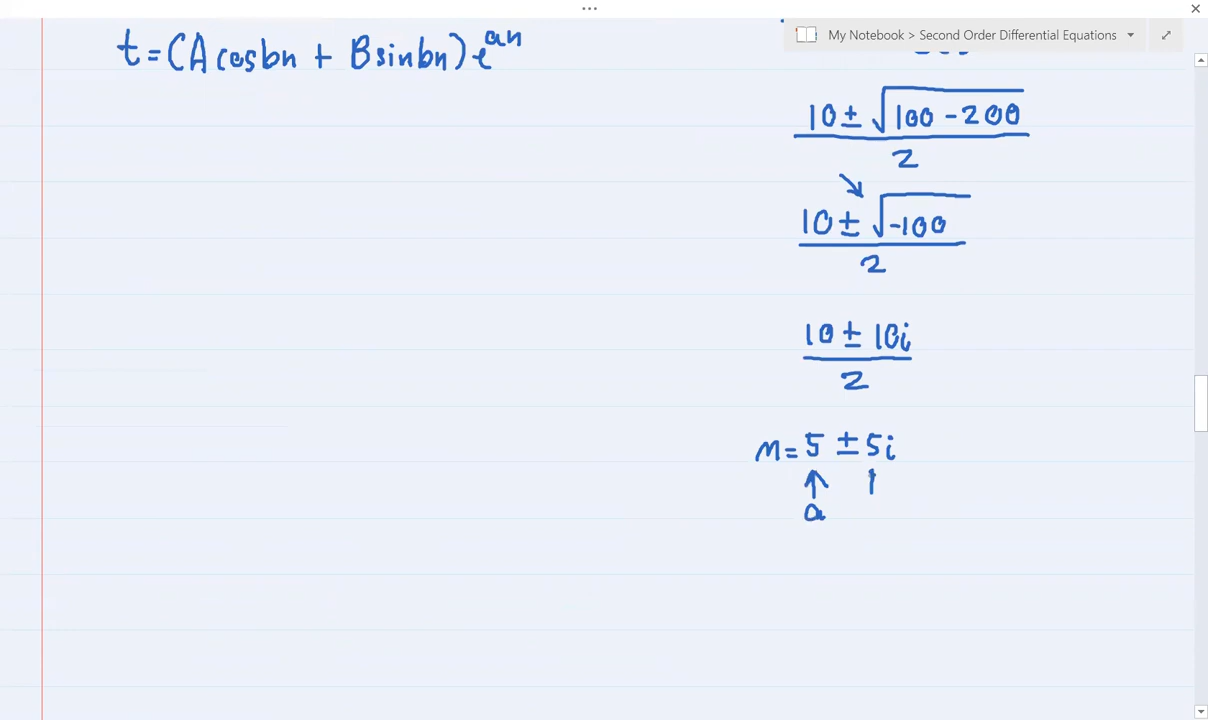 t=(Acosbn + Bsinbn)e^an
My Notebook > Second Order Differential Equations
10 ± √100 - 200
2
10 ± √-100
2
10 ± 10i
2
m = 5 ± 5i
a